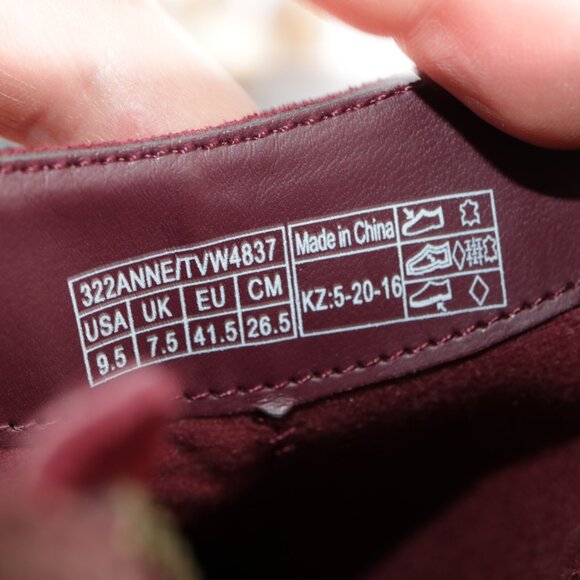 322ANNE/TVW4837
USA UK EU CM
9.5 7.5 41.5 26.5
Made in China
KZ:5-20-16